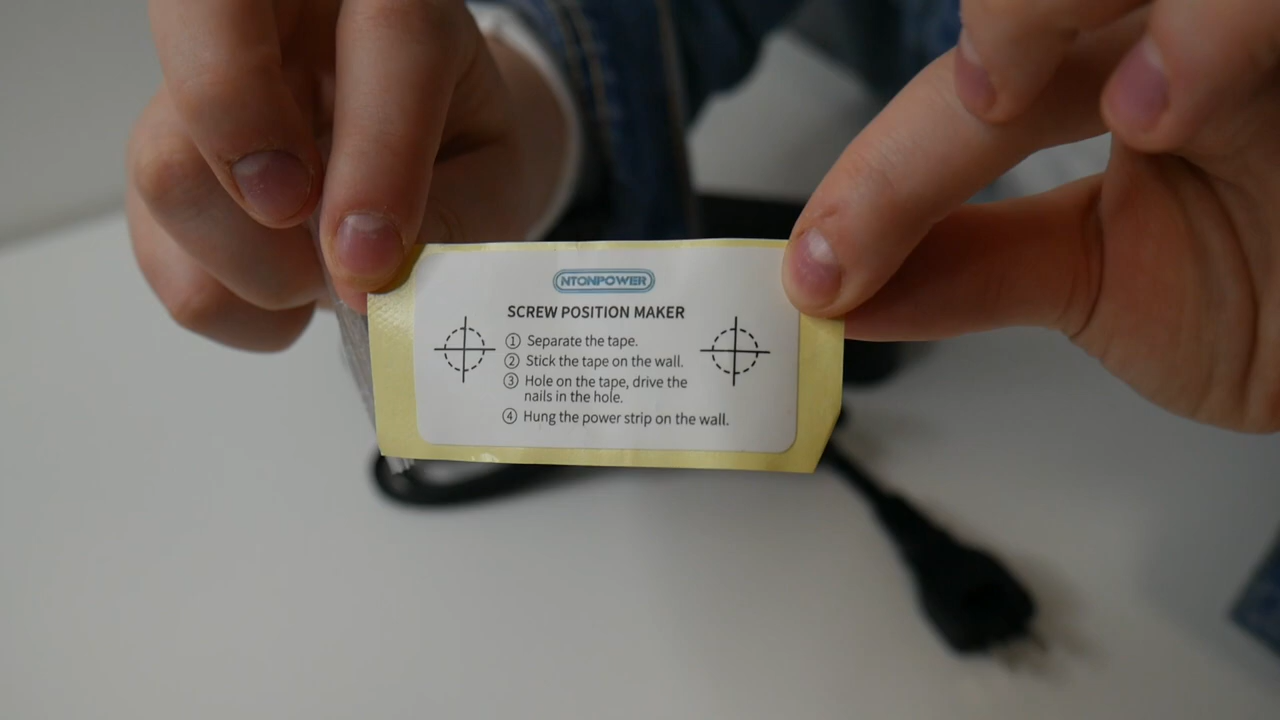 NTONPOWER
SCREW POSITION MAKER
① Separate the tape.
② Stick the tape on the wall.
③ Hole on the tape, drive the
nails in the hole.
④ Hung the power strip on the wall.